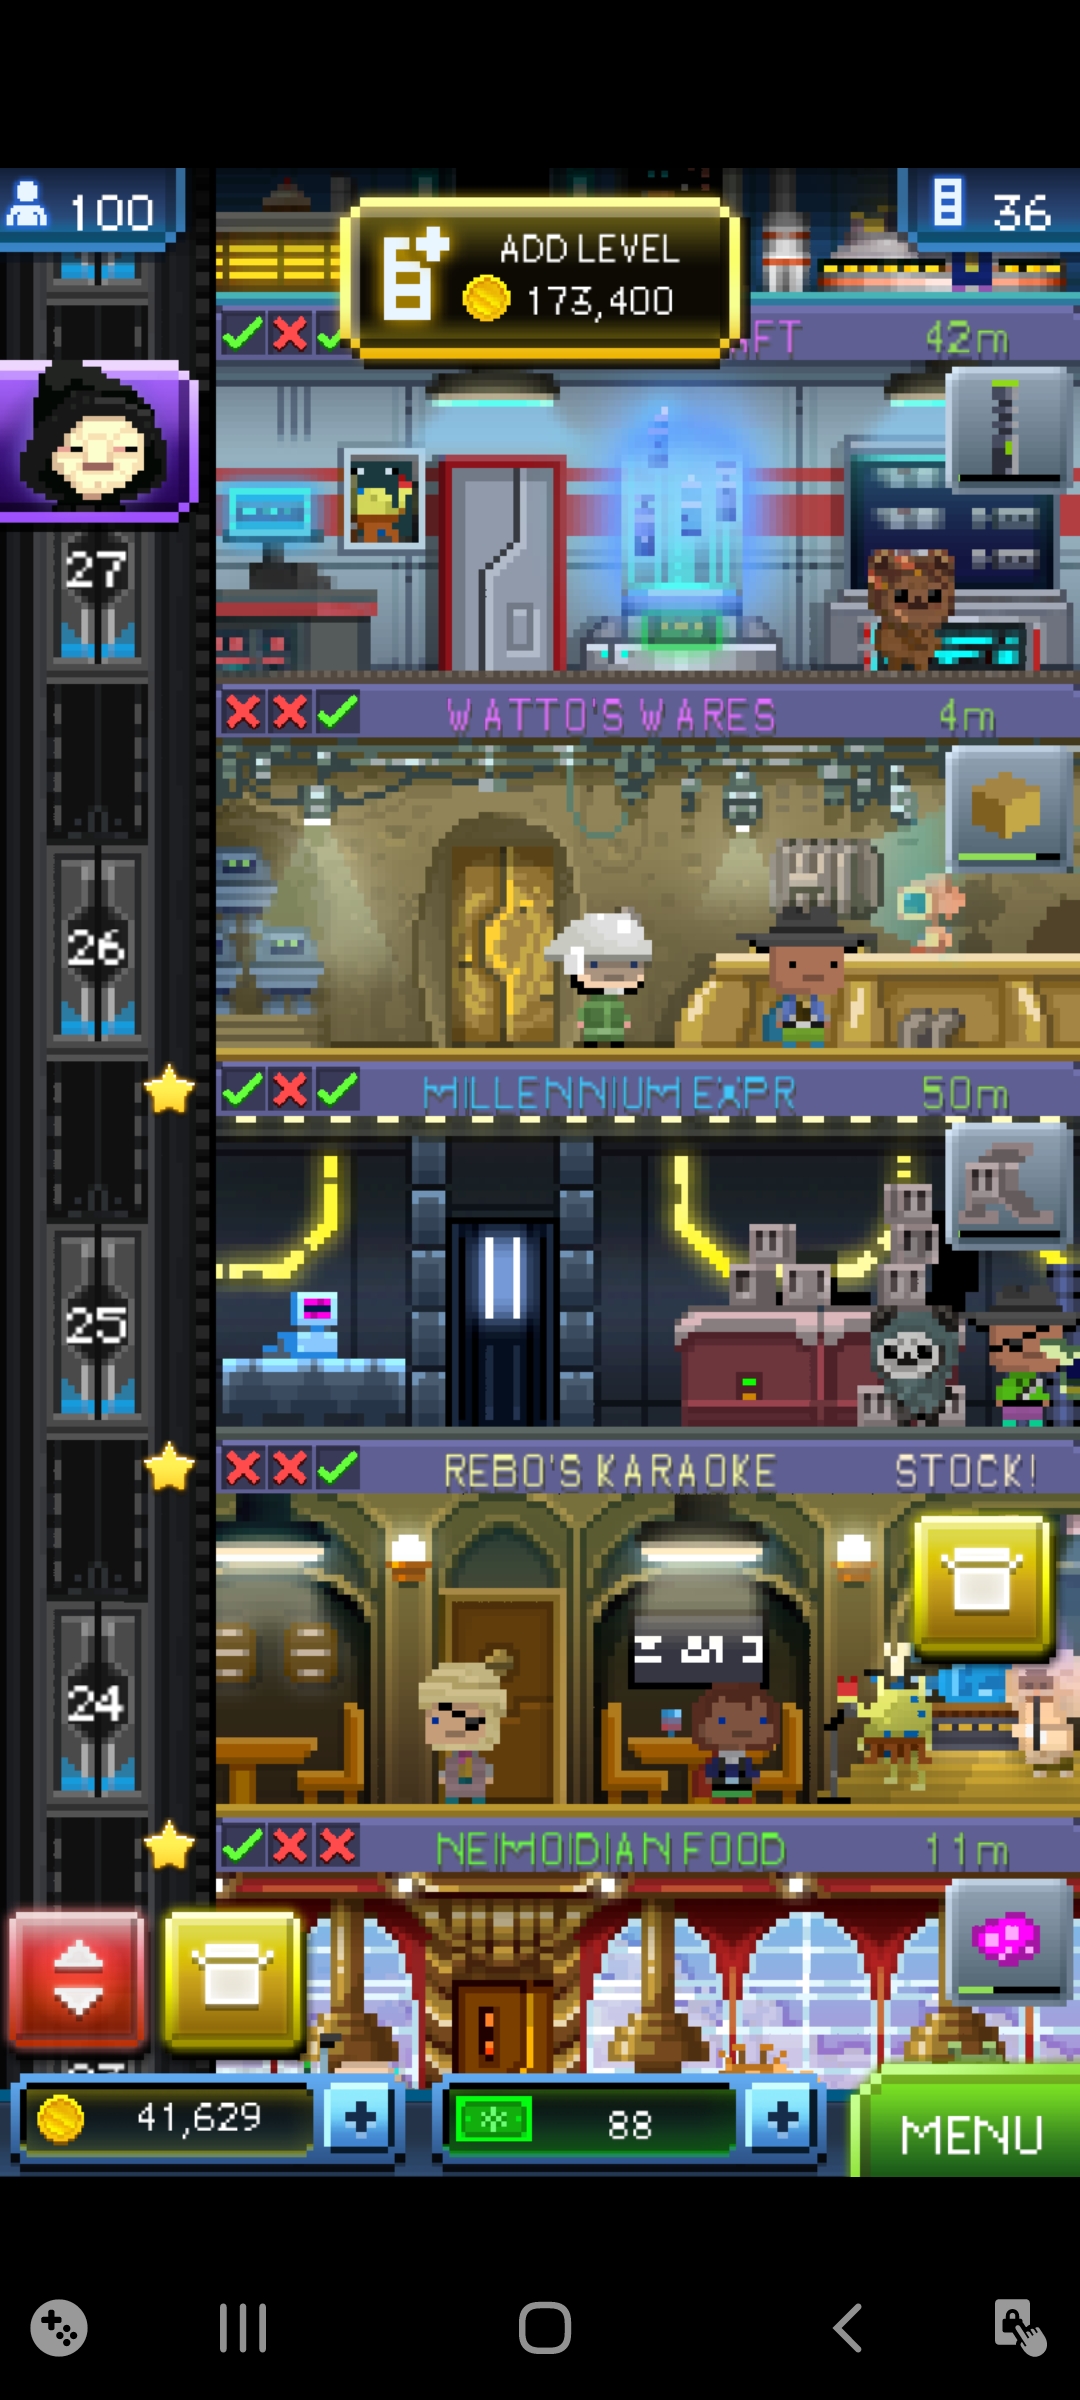 100
ADD LEVEL
173,400
36
FT 42m
27
WATTO'S WARES 4m
26
MILLENNIUM EXPR 50m
25
REBO'S KARAOKE STOCK!
24
NEIMOIDIAN FOOD 11m
41,629
88
MENU